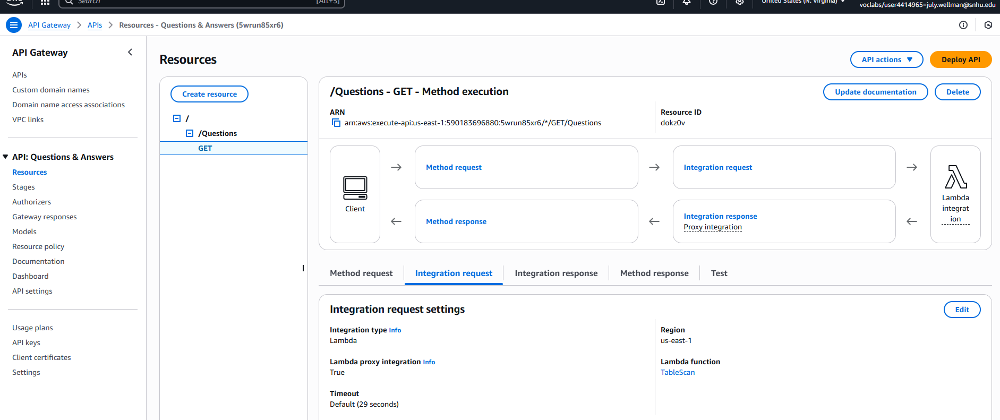 Search
[Alt+S]
United States (N. Virginia)
voclabs/user4414965=july.wellman@snhu.edu
API Gateway
APIs
Resources - Questions & Answers (5wrun85xr6)
API Gateway
APIs
Custom domain names
Domain name access associations
VPC links
API: Questions & Answers
Resources
Stages
Authorizers
Gateway responses
Models
Resource policy
Documentation
Dashboard
API settings
Usage plans
API keys
Client certificates
Settings
Resources
API actions
Deploy API
Create resource
/
/Questions
GET
/Questions - GET - Method execution
Update documentation
Delete
ARN
arn:aws:execute-api:us-east-1:590183696880:5wrun85xr6/*/GET/Questions
Resource ID
dokz0v
Client
Method request
Integration request
Method response
Integration response
Proxy integration
Lambda
integrat
ion
Method request
Integration request
Integration response
Method response
Test
Integration request settings
Edit
Integration type Info
Lambda
Region
us-east-1
Lambda proxy integration Info
True
Lambda function
TableScan
Timeout
Default (29 seconds)